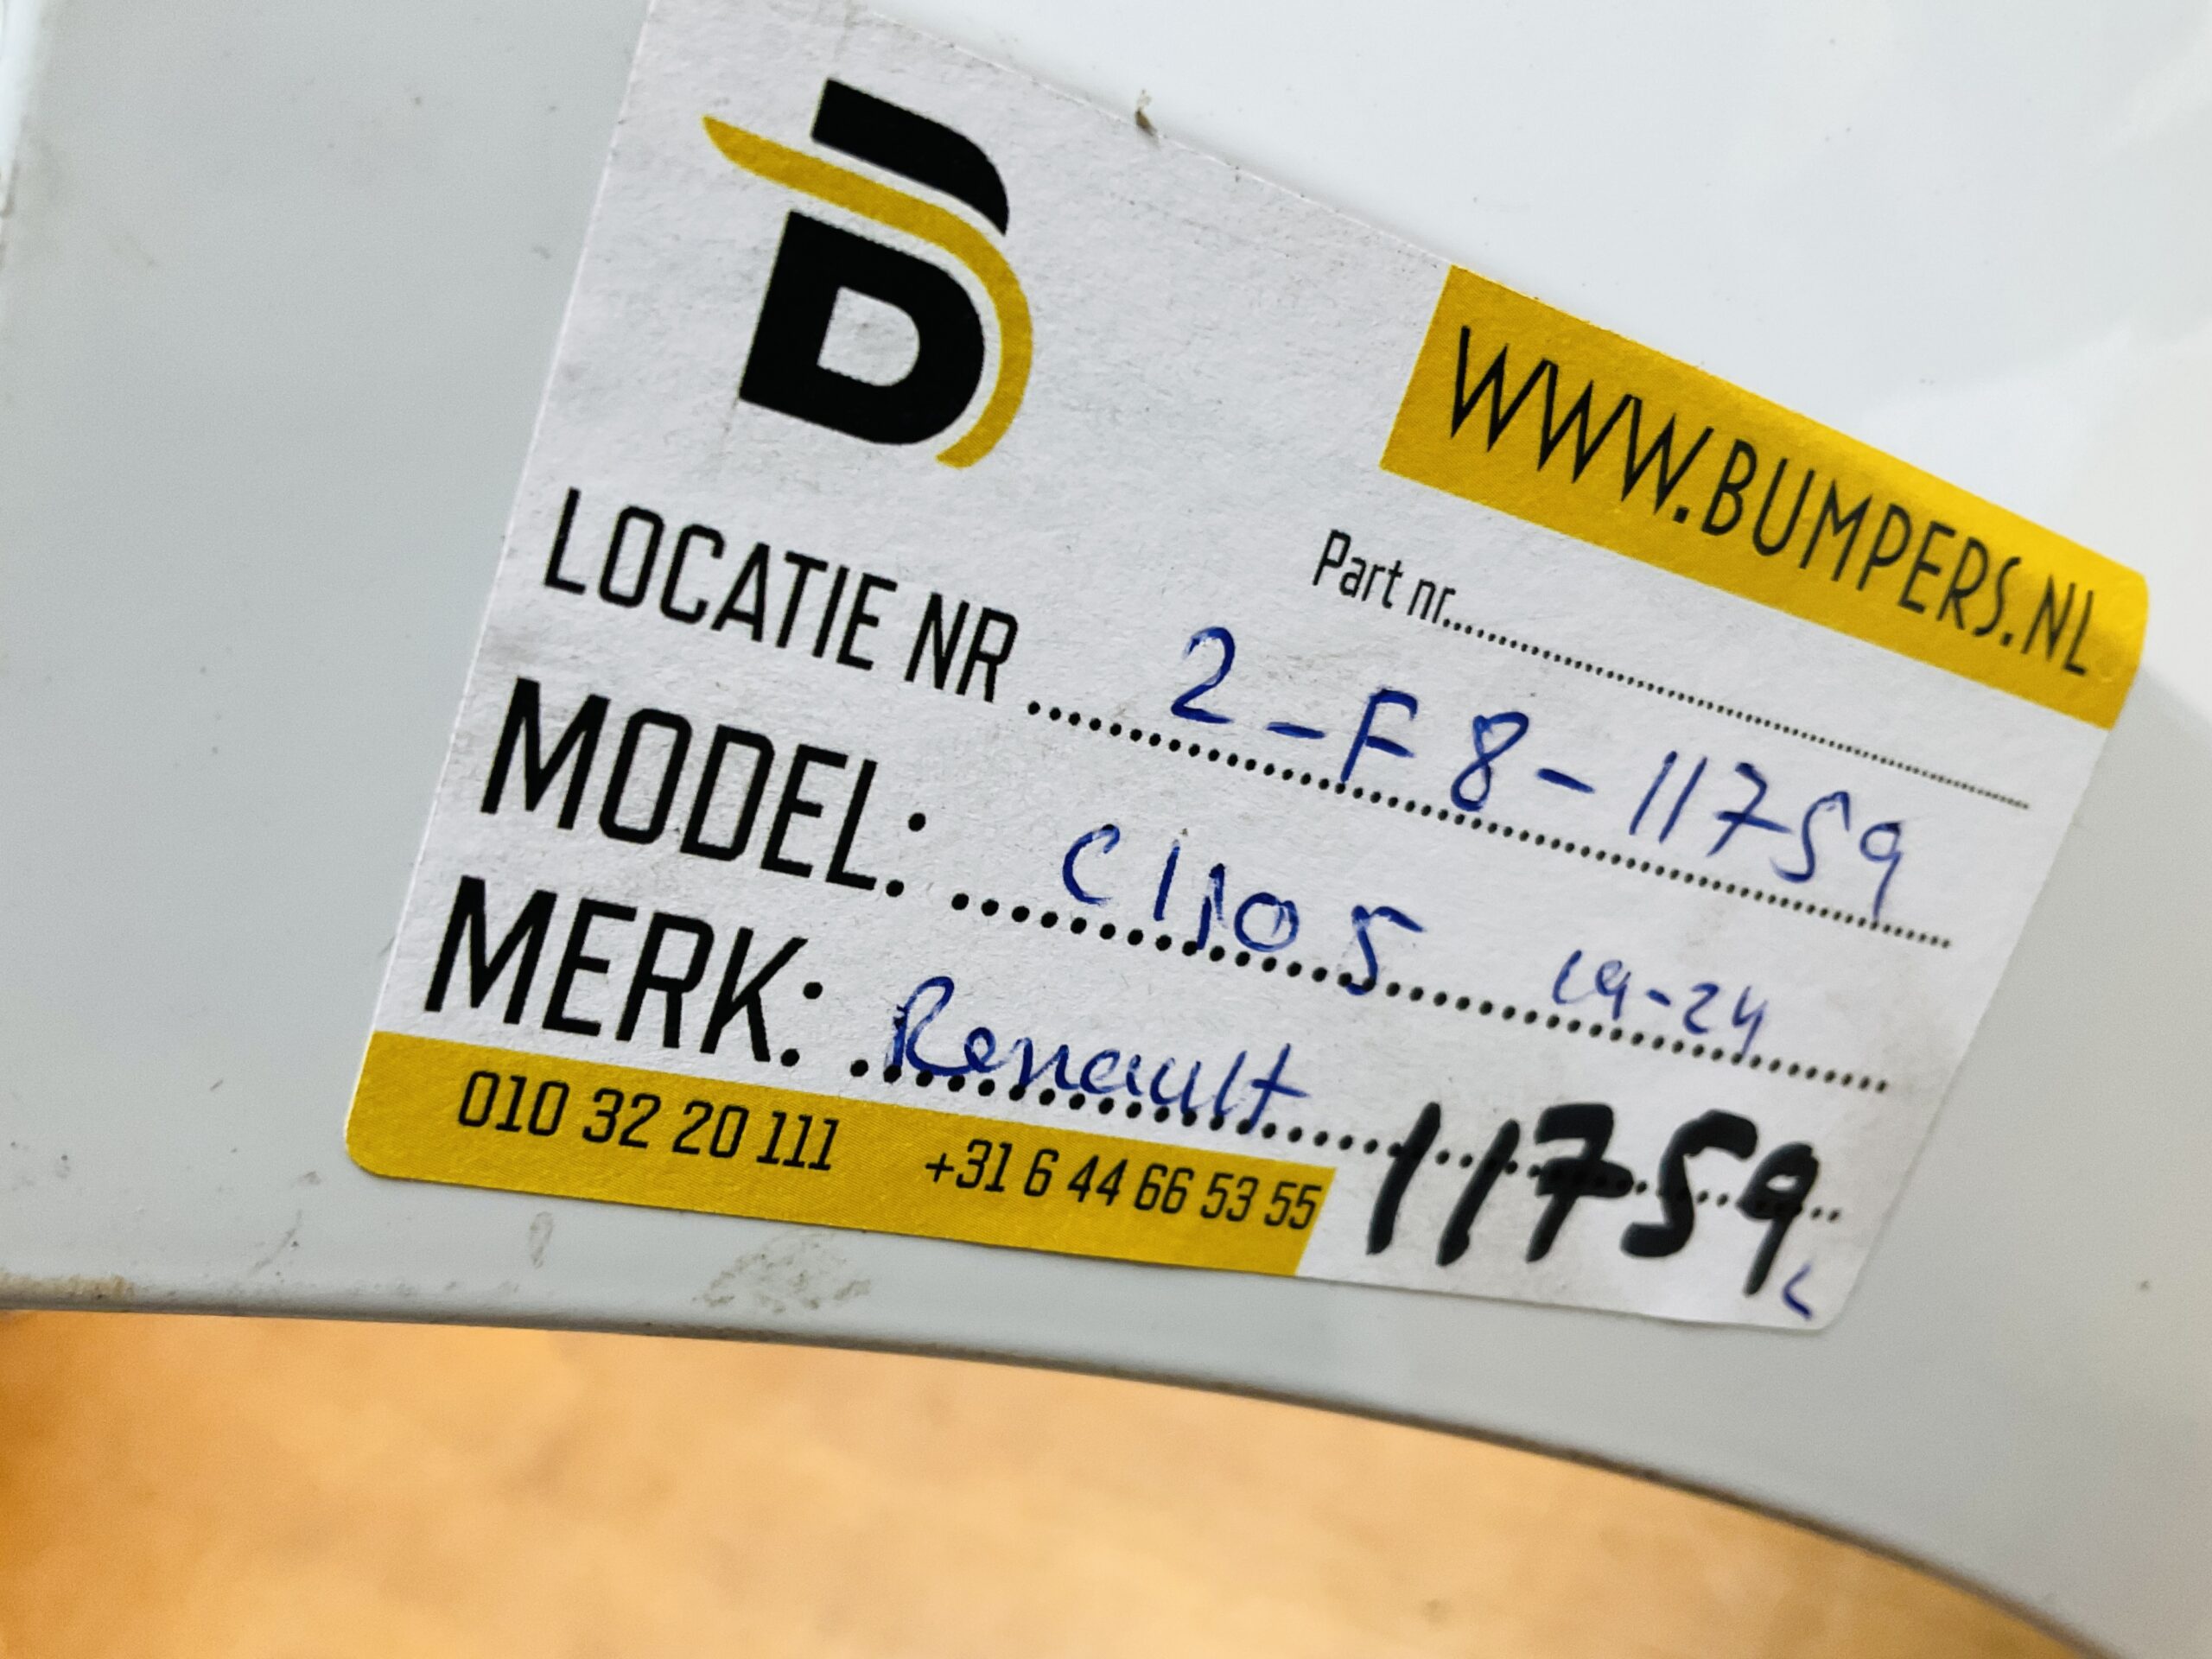 B
WWW.BUMPERS.NL
Part nr..............................
LOCATIE NR ..... 2-F8-11759
MODEL: ..... Clio 5 19-24
MERK: ..... Renault
11759
010 32 20 111 +31 6 44 66 53 55